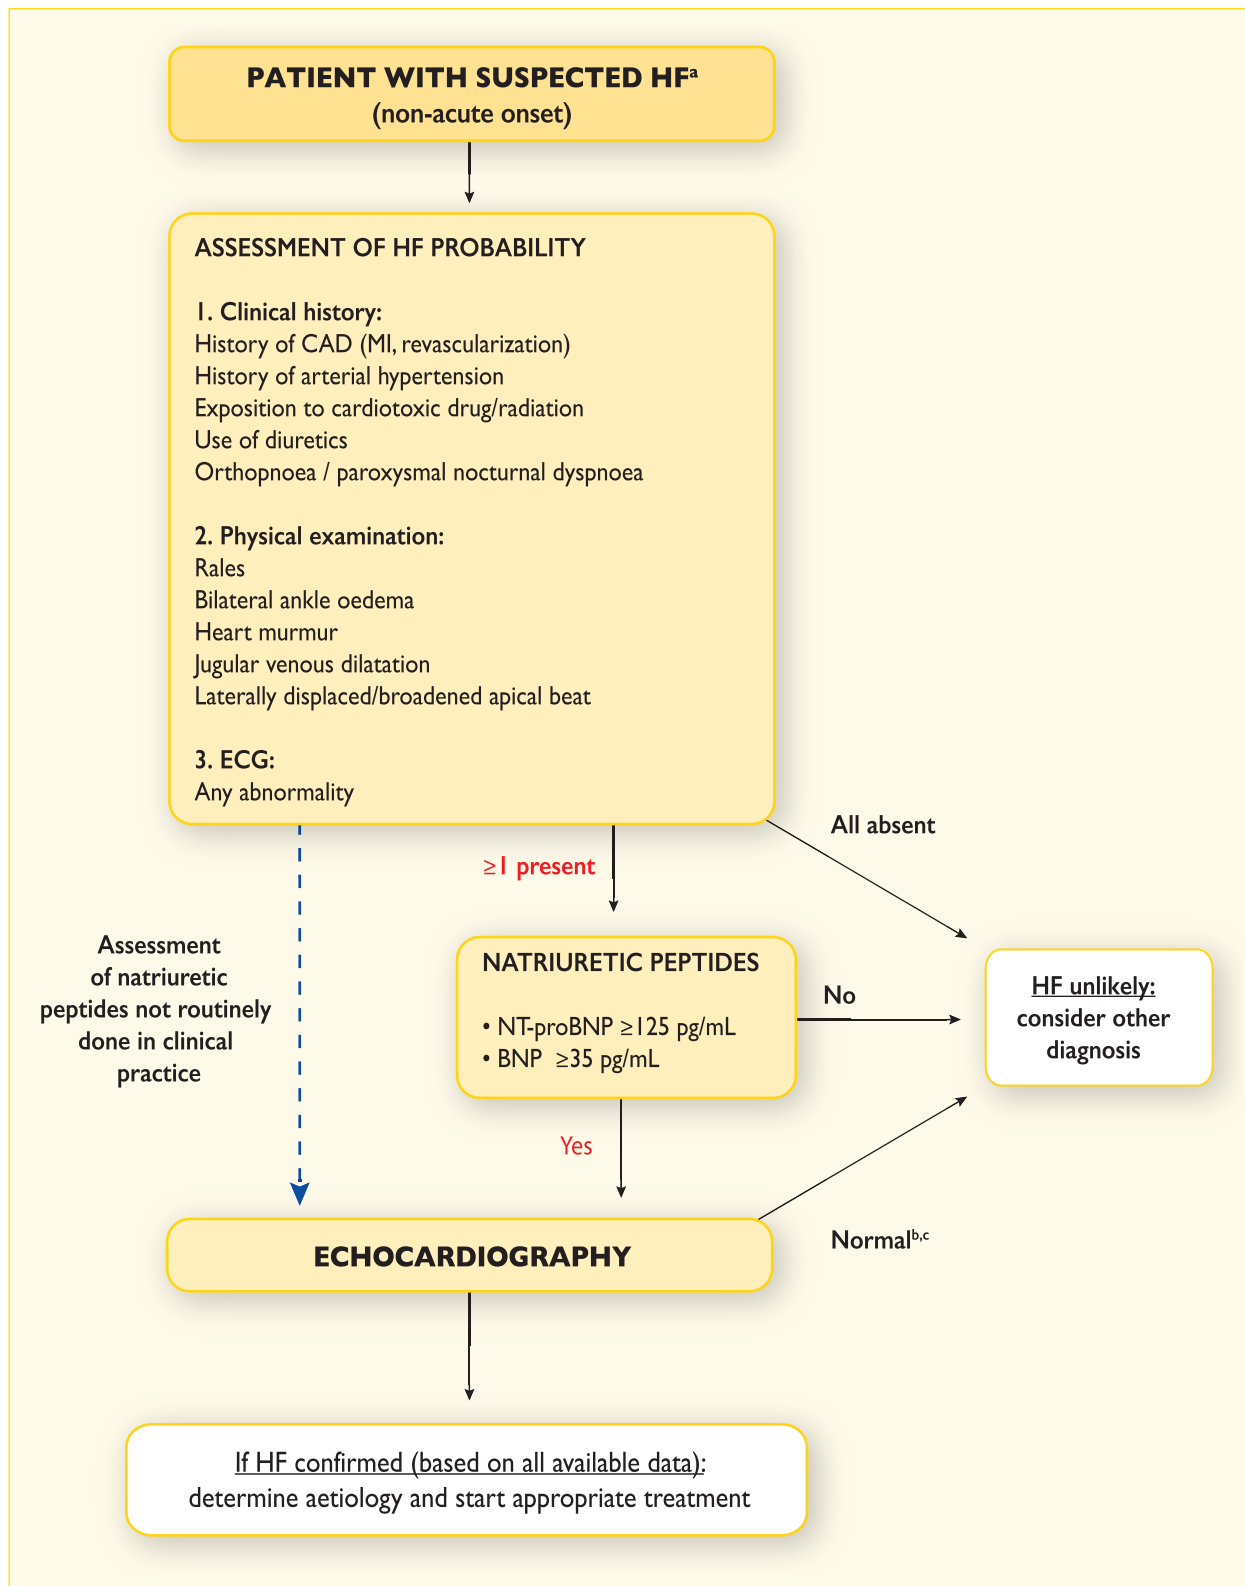 PATIENT WITH SUSPECTED HFᵃ
(non-acute onset)
ASSESSMENT OF HF PROBABILITY
1. Clinical history:
History of CAD (MI, revascularization)
History of arterial hypertension
Exposition to cardiotoxic drug/radiation
Use of diuretics
Orthopnoea / paroxysmal nocturnal dyspnoea
2. Physical examination:
Rales
Bilateral ankle oedema
Heart murmur
Jugular venous dilatation
Laterally displaced/broadened apical beat
3. ECG:
Any abnormality
All absent
≥1 present
Assessment
of natriuretic
peptides not routinely
done in clinical
practice
NATRIURETIC PEPTIDES
• NT-proBNP ≥125 pg/mL
• BNP ≥35 pg/mL
No
HF unlikely:
consider other
diagnosis
Yes
ECHOCARDIOGRAPHY
Normalᵇ,ᶜ
If HF confirmed (based on all available data):
determine aetiology and start appropriate treatment